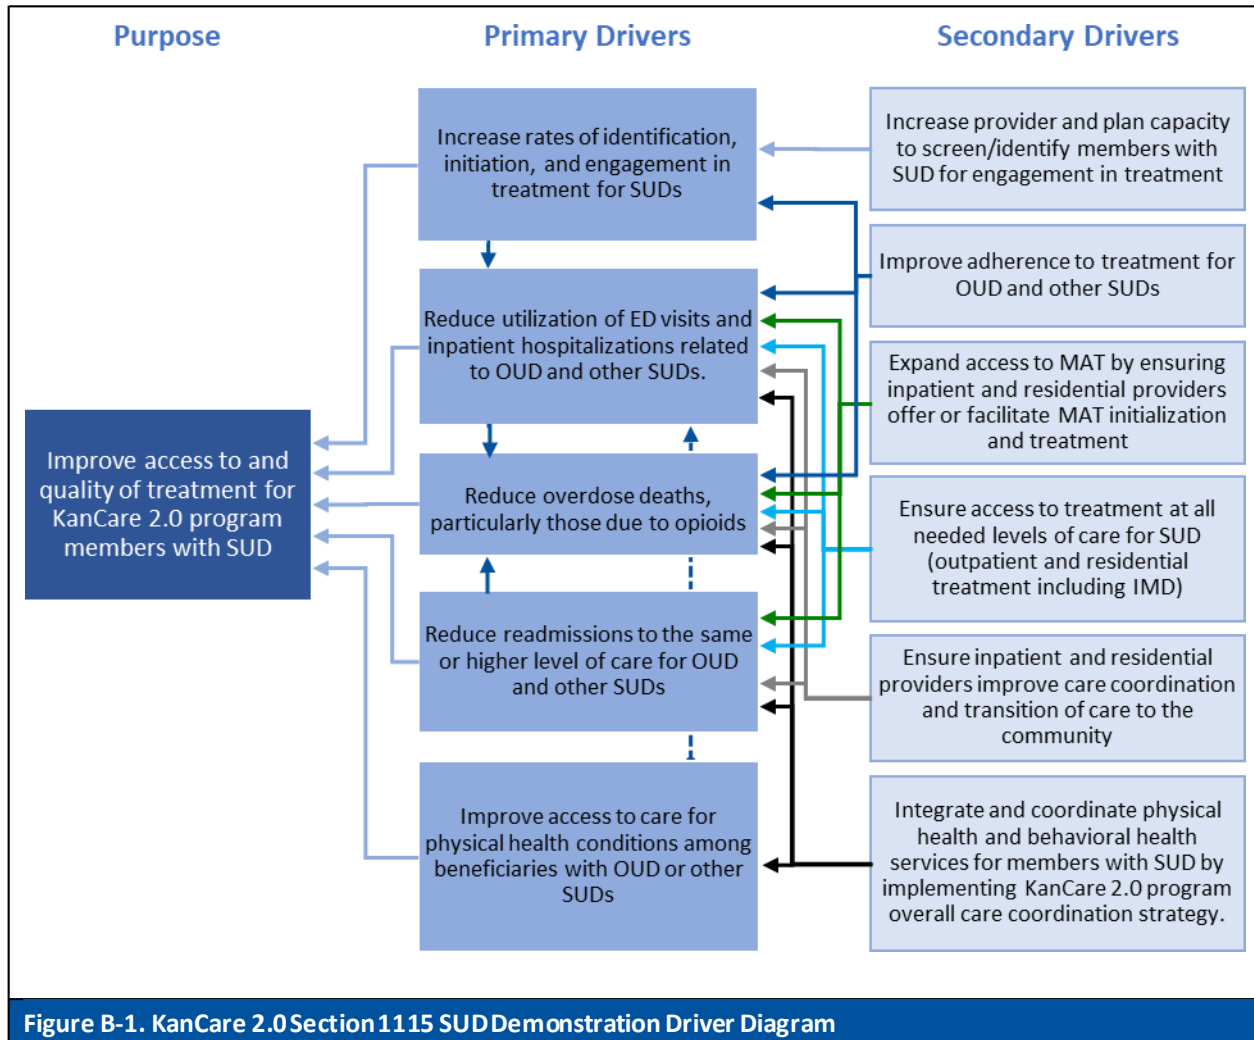 Purpose
Primary Drivers
Secondary Drivers
Improve access to and
quality of treatment for
KanCare 2.0 program
members with SUD
Increase rates of identification,
initiation, and engagement in
treatment for SUDs
Reduce utilization of ED visits and
inpatient hospitalizations related
to OUD and other SUDs.
Reduce overdose deaths,
particularly those due to opioids
Reduce readmissions to the same
or higher level of care for OUD
and other SUDs
Improve access to care for
physical health conditions among
beneficiaries with OUD or other
SUDs
Increase provider and plan capacity
to screen/identify members with
SUD for engagement in treatment
Improve adherence to treatment for
OUD and other SUDs
Expand access to MAT by ensuring
inpatient and residential providers
offer or facilitate MAT initialization
and treatment
Ensure access to treatment at all
needed levels of care for SUD
(outpatient and residential
treatment including IMD)
Ensure inpatient and residential
providers improve care coordination
and transition of care to the
community
Integrate and coordinate physical
health and behavioral health
services for members with SUD by
implementing KanCare 2.0 program
overall care coordination strategy.
Figure B-1. KanCare 2.0 Section 1115 SUD Demonstration Driver Diagram